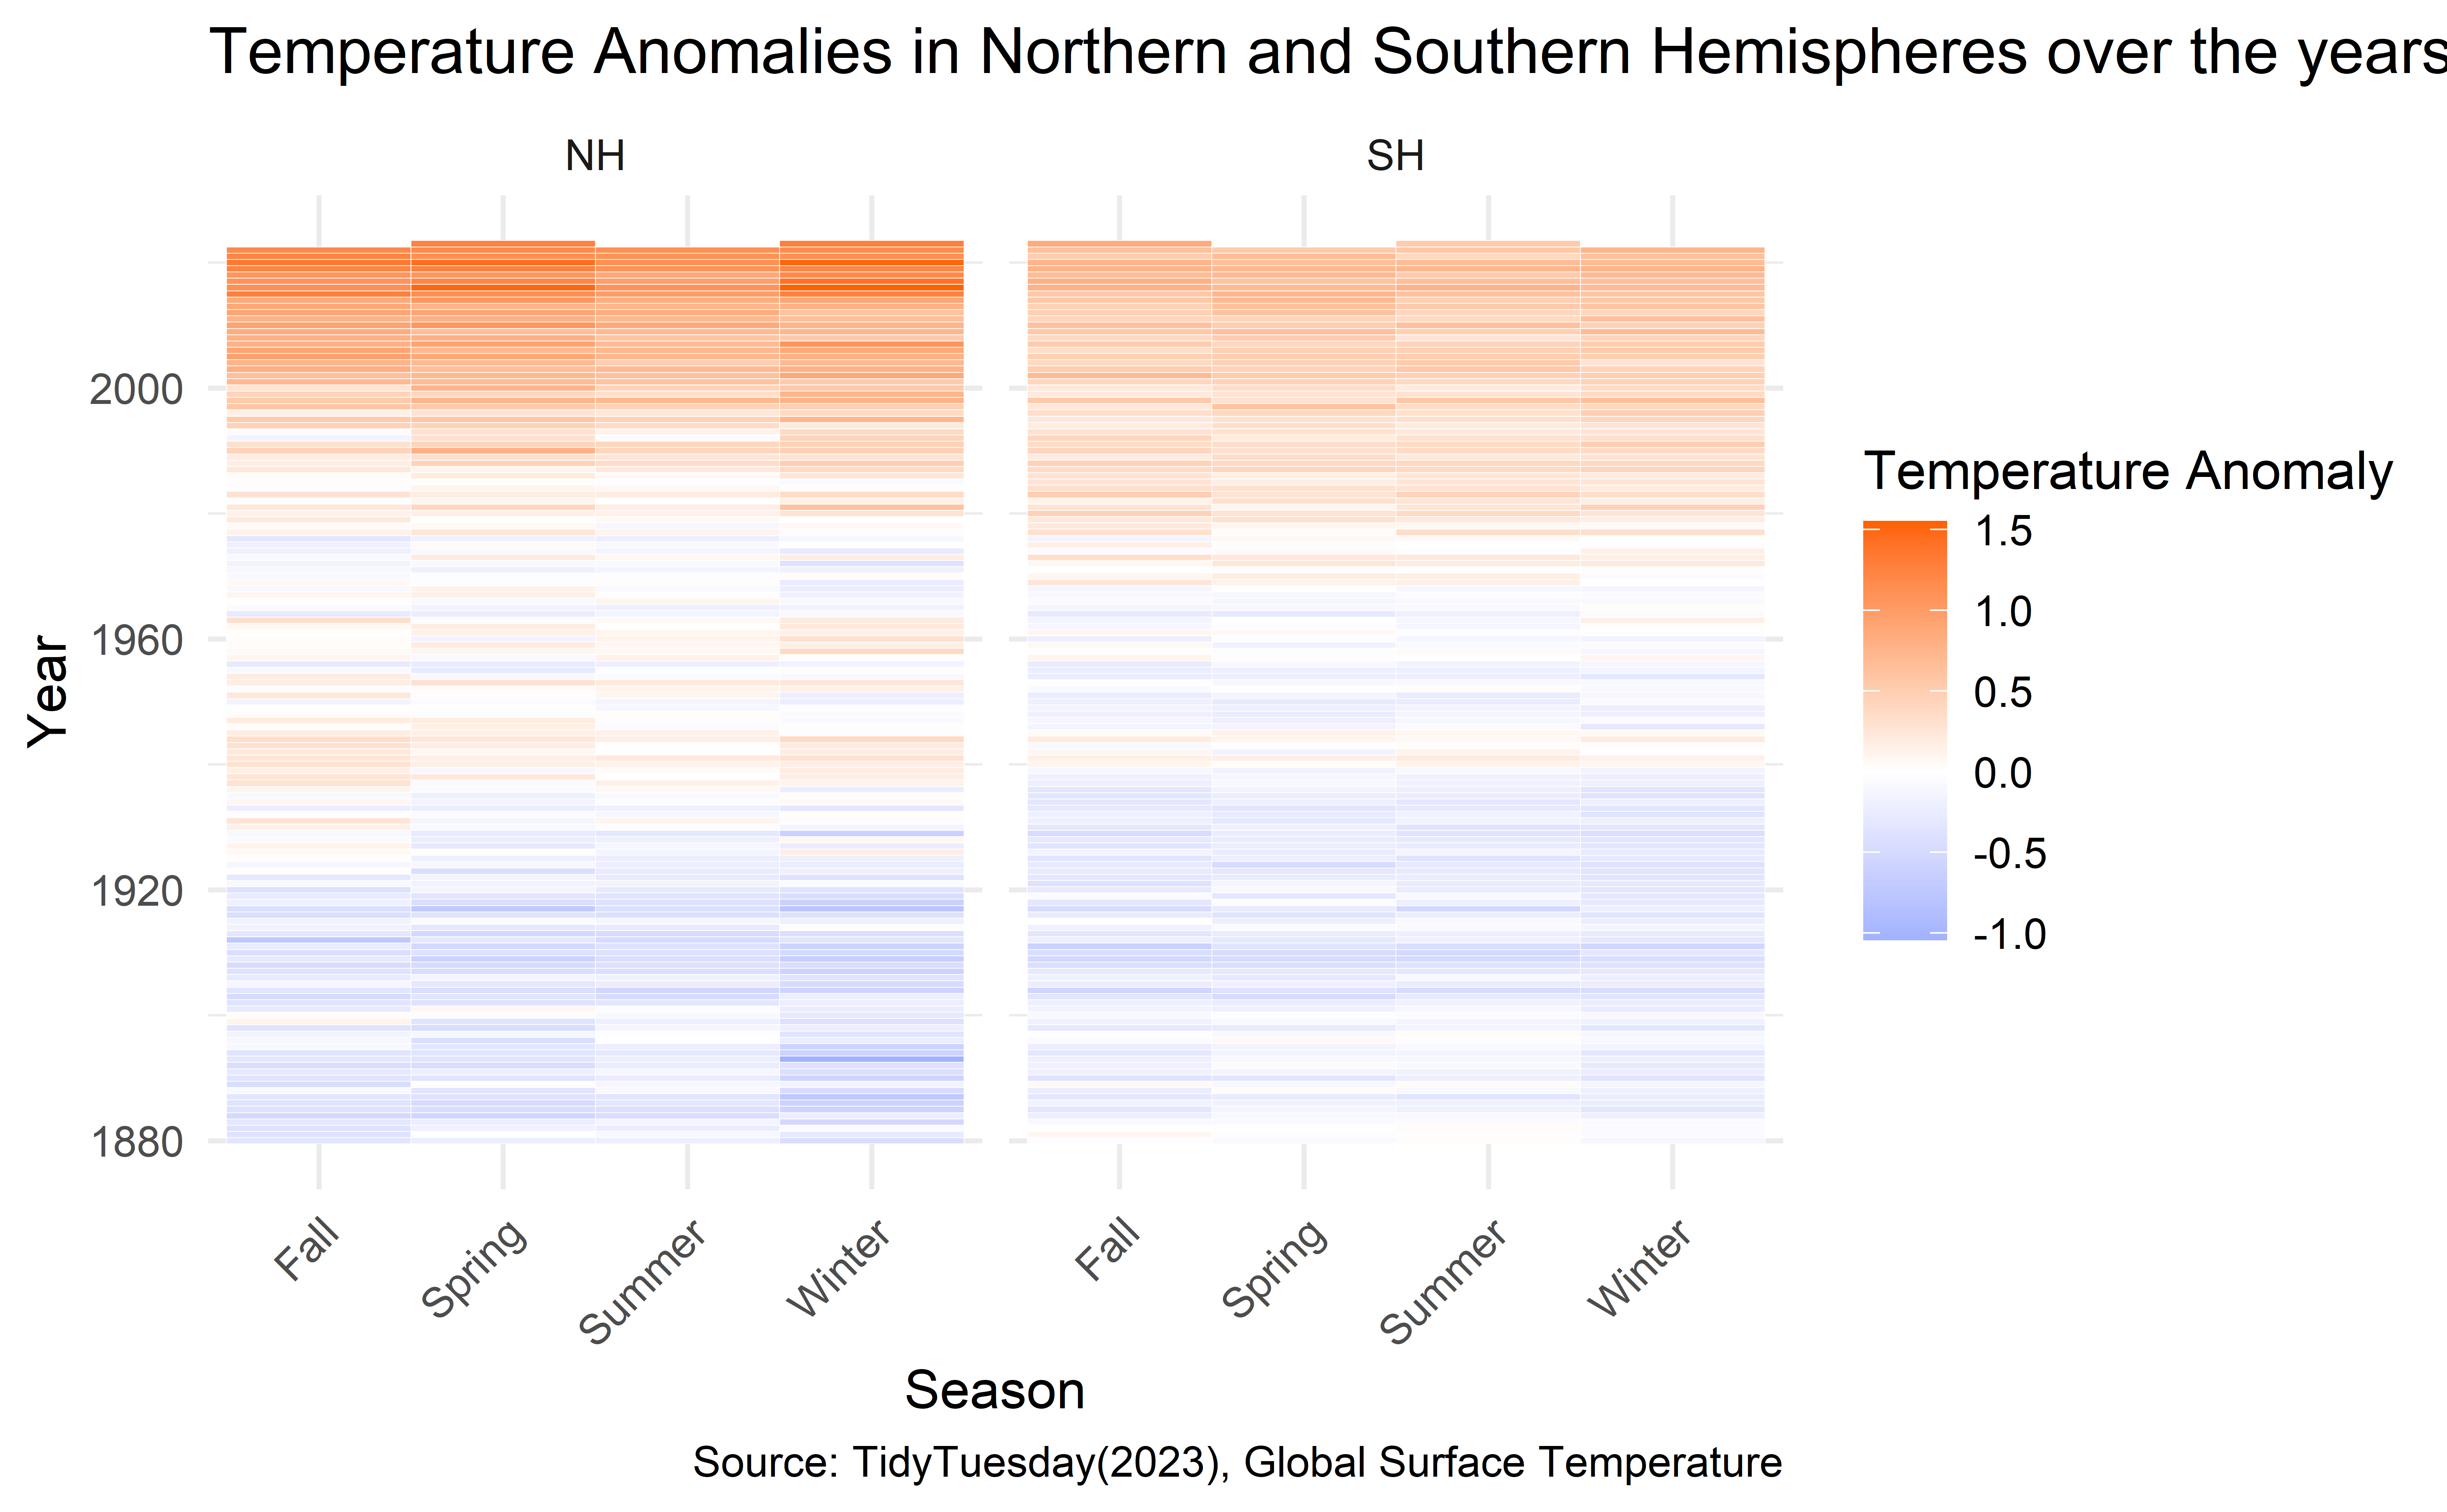 Temperature Anomalies in Northern and Southern Hemispheres over the years
NH
SH
Temperature Anomaly
1.5
1.0
0.5
0.0
-0.5
-1.0
Year
2000
1960
1920
1880
Fall
Spring
Summer
Winter
Fall
Spring
Summer
Winter
Season
Source: TidyTuesday(2023), Global Surface Temperature